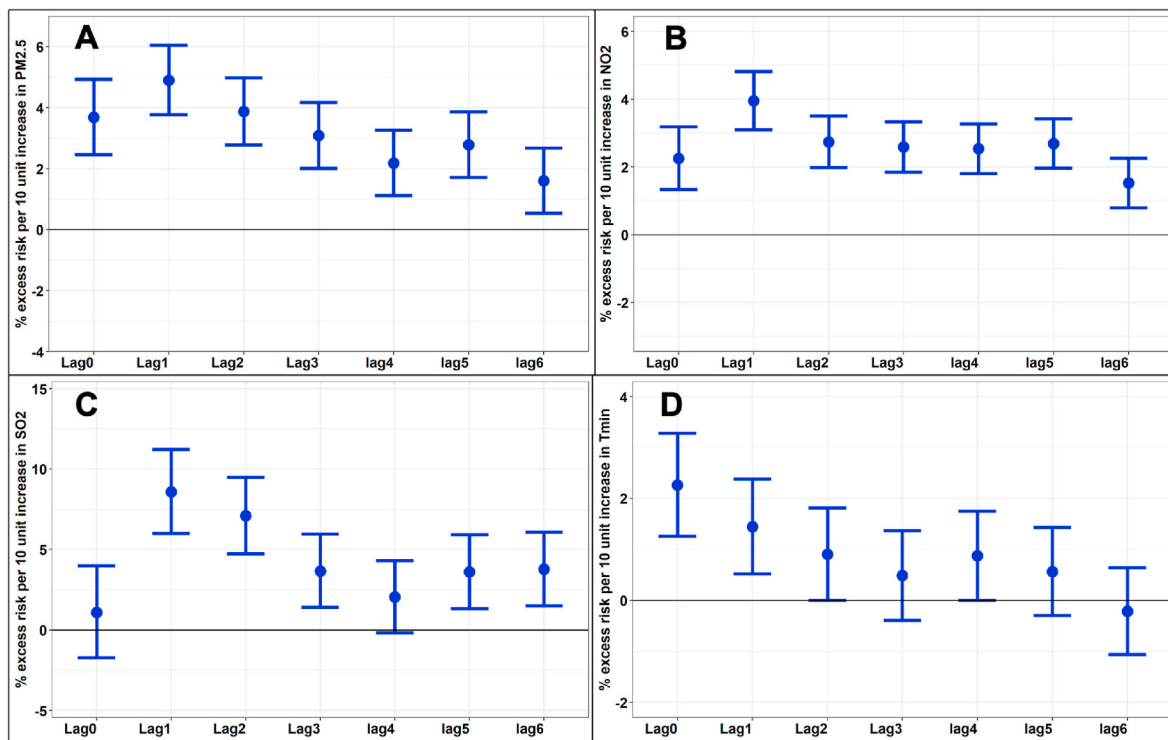 A
% excess risk per 10 unit increase in PM2.5
6
4
2
0
-2
-4
Lag0 Lag1 Lag2 Lag3 lag4 lag5 lag6
B
% excess risk per 10 unit increase in NO2
6
4
2
0
-2
Lag0 Lag1 Lag2 Lag3 lag4 lag5 lag6
C
% excess risk per 10 unit increase in SO2
15
10
5
0
-5
Lag0 Lag1 Lag2 Lag3 lag4 lag5 lag6
D
% excess risk per 10 unit increase in Tmin
4
2
0
-2
Lag0 Lag1 Lag2 Lag3 lag4 lag5 lag6